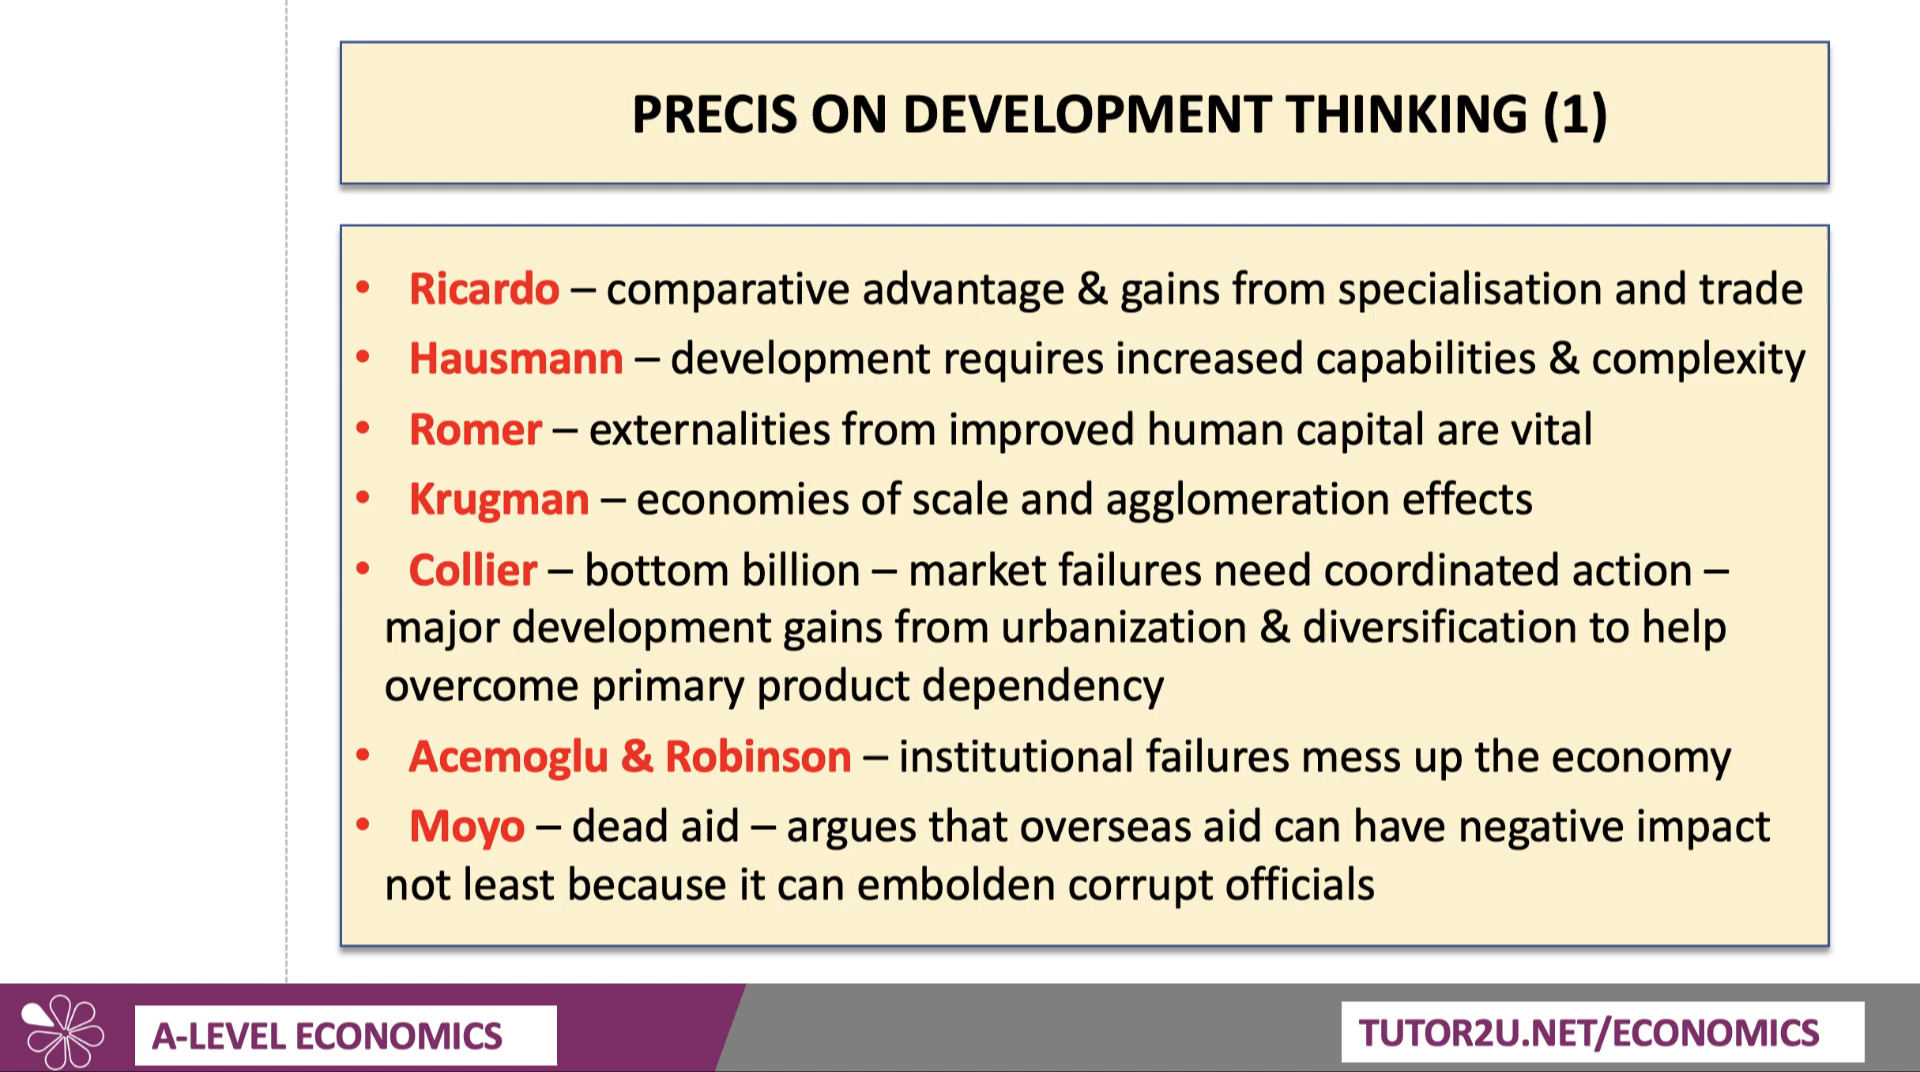 PRECIS ON DEVELOPMENT THINKING (1)
• Ricardo – comparative advantage & gains from specialisation and trade
• Hausmann – development requires increased capabilities & complexity
• Romer – externalities from improved human capital are vital
• Krugman – economies of scale and agglomeration effects
• Collier – bottom billion – market failures need coordinated action –
major development gains from urbanization & diversification to help
overcome primary product dependency
• Acemoglu & Robinson – institutional failures mess up the economy
• Moyo – dead aid – argues that overseas aid can have negative impact
not least because it can embolden corrupt officials
A-LEVEL ECONOMICS
TUTOR2U.NET/ECONOMICS